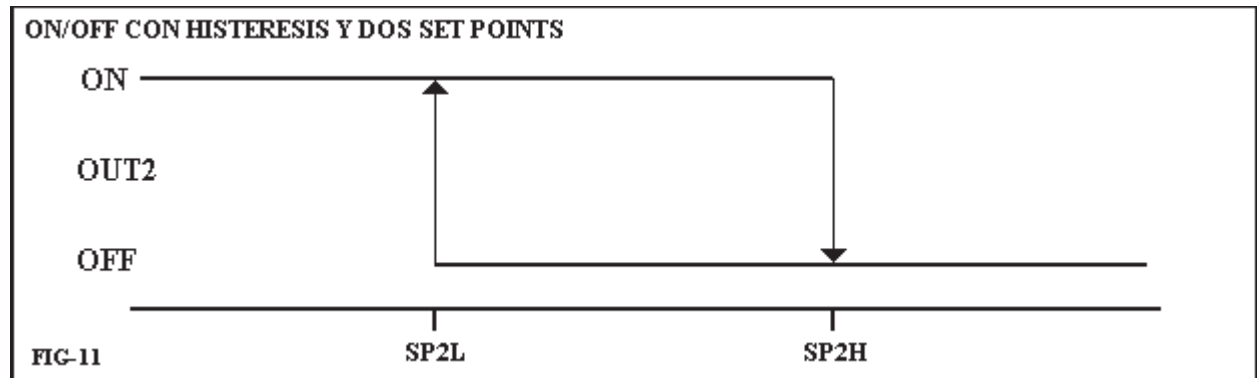 ON/OFF CON HISTERESIS Y DOS SET POINTS
ON
OUT2
OFF
SP2L SP2H
FIG-11